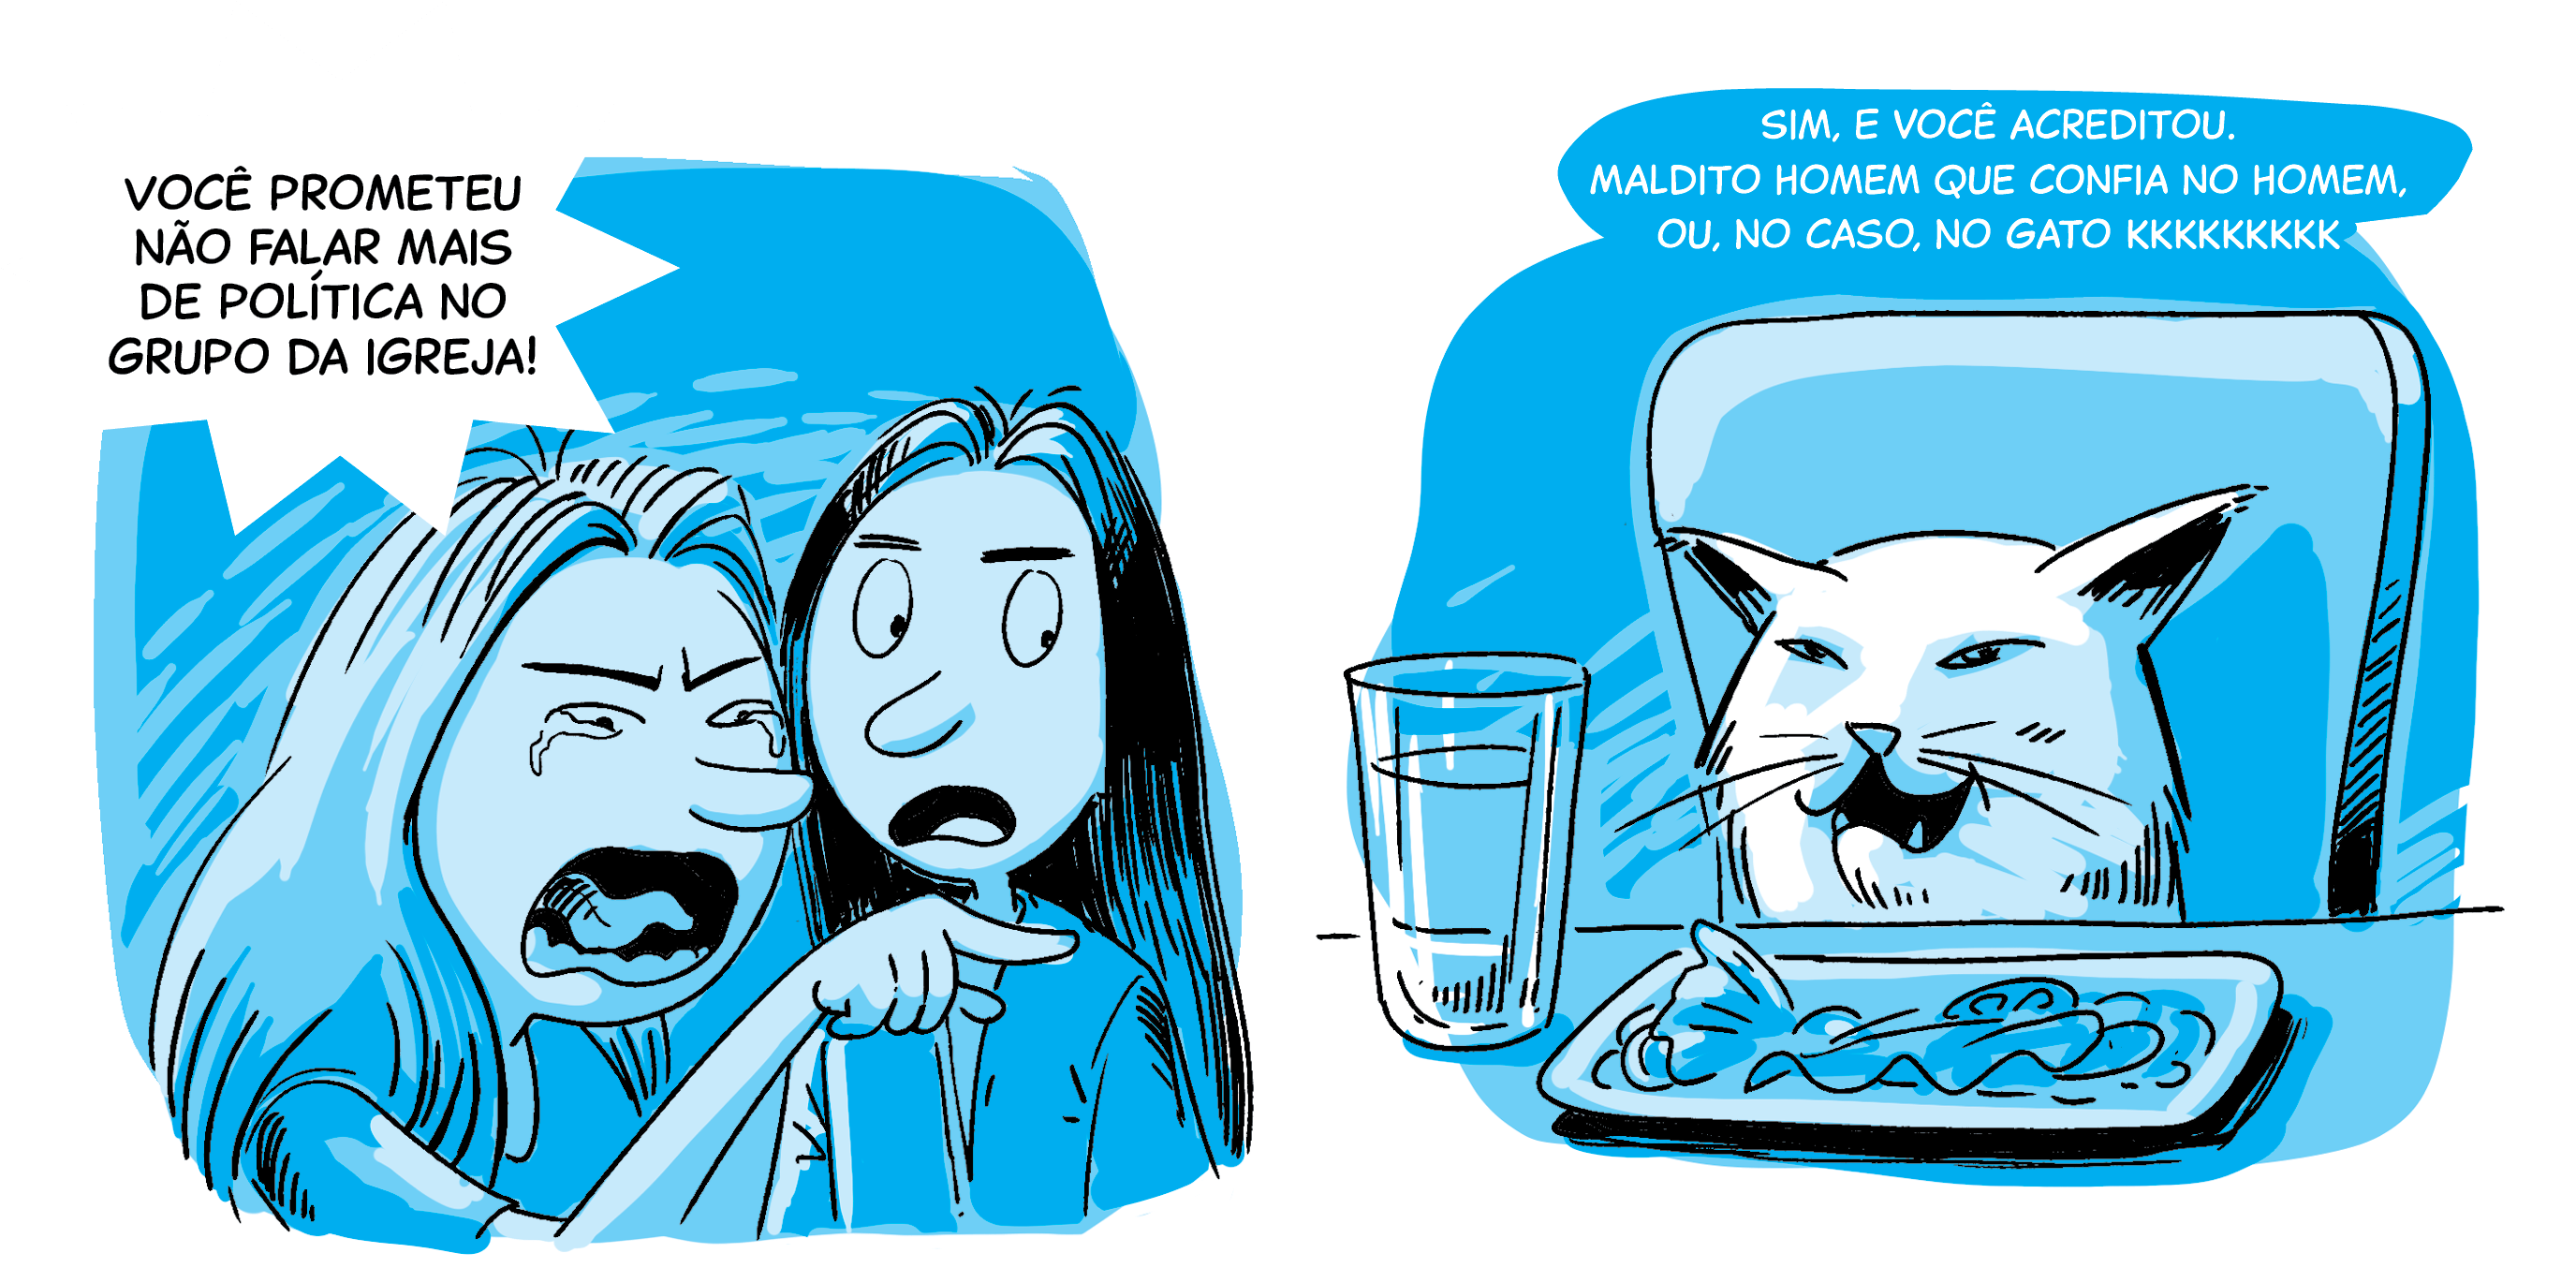 VOCÊ PROMETEU
NÃO FALAR MAIS
DE POLÍTICA NO
GRUPO DA IGREJA!
SIM, E VOCÊ ACREDITOU.
MALDITO HOMEM QUE CONFIA NO HOMEM,
OU, NO CASO, NO GATO KKKKKKKKK